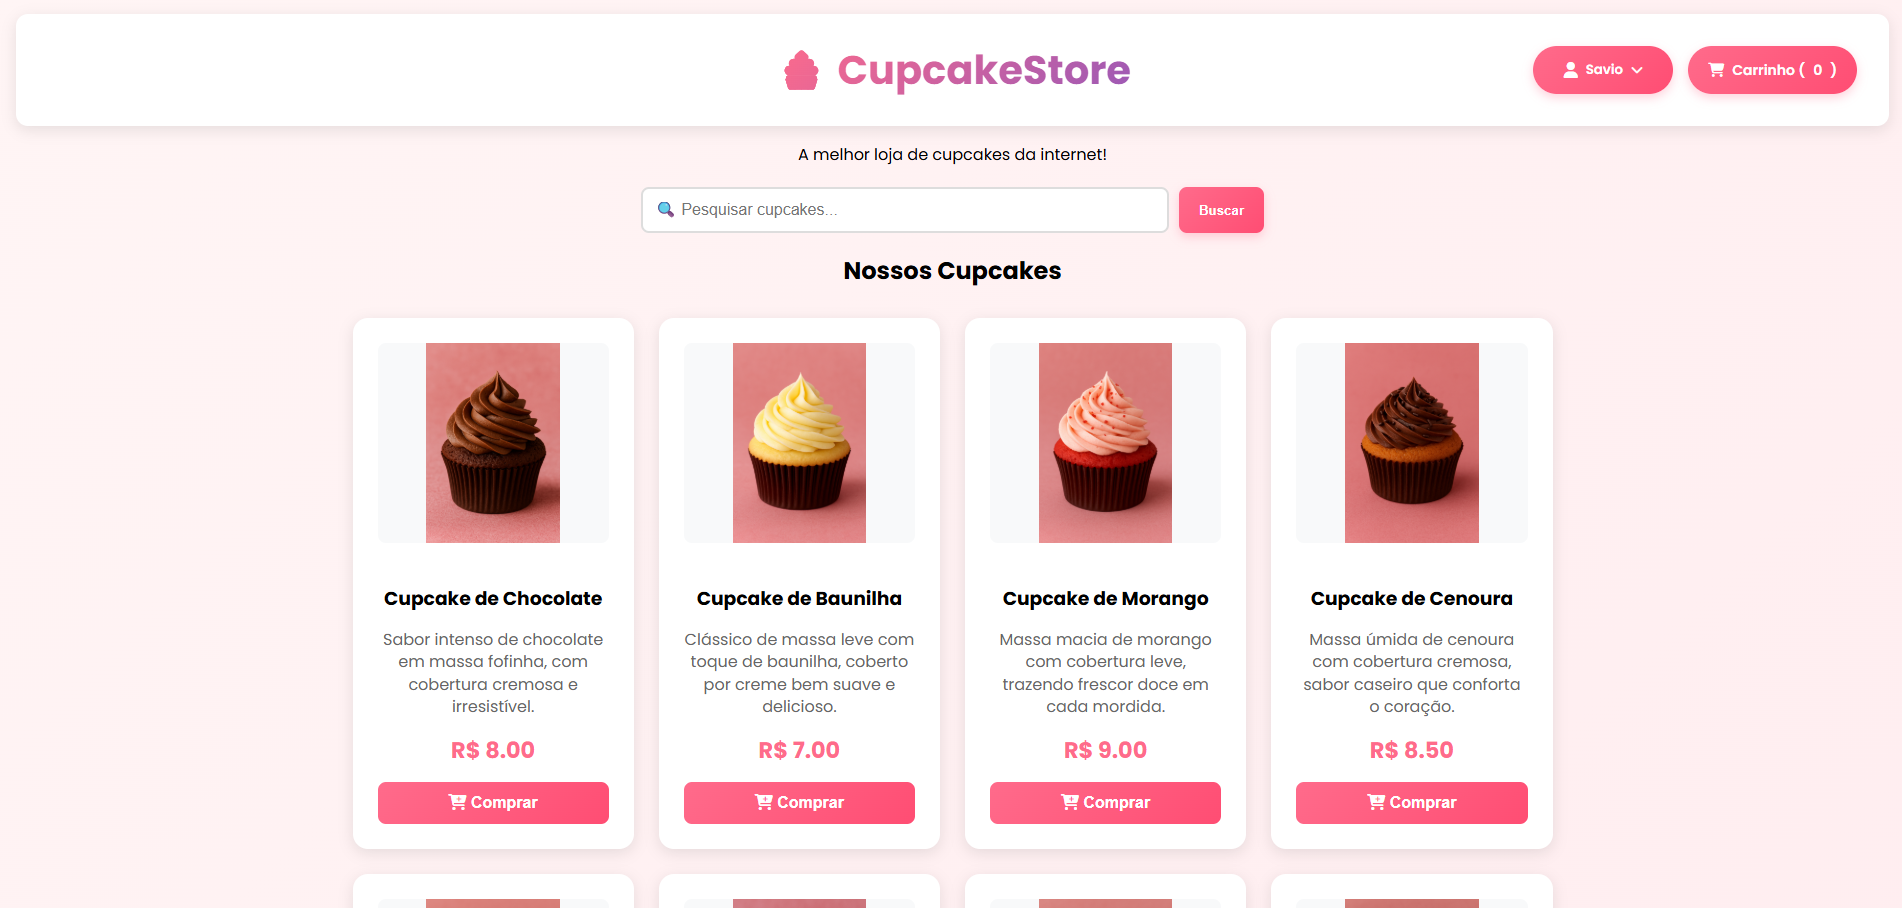 CupcakeStore
Savio
Carrinho ( 0 )
A melhor loja de cupcakes da internet!
🔍 Pesquisar cupcakes...
Buscar
Nossos Cupcakes
Cupcake de Chocolate
Sabor intenso de chocolate
em massa fofinha, com
cobertura cremosa e
irresistível.
R$ 8.00
Comprar
Cupcake de Baunilha
Clássico de massa leve com
toque de baunilha, coberto
por creme bem suave e
delicioso.
R$ 7.00
Comprar
Cupcake de Morango
Massa macia de morango
com cobertura leve,
trazendo frescor doce em
cada mordida.
R$ 9.00
Comprar
Cupcake de Cenoura
Massa úmida de cenoura
com cobertura cremosa,
sabor caseiro que conforta
o coração.
R$ 8.50
Comprar